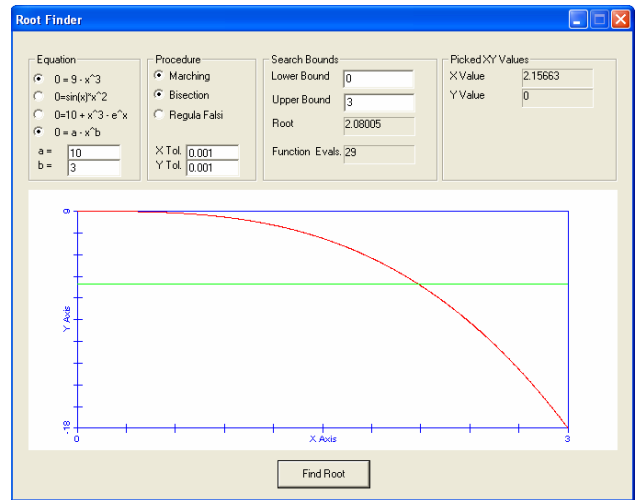 Root Finder
Equation
0 = 9 - x^3
0=sin(x)*x^2
0=10 + x^3 - e^x
0 = a - x^b
a = 10
b = 3
Procedure
Marching
Bisection
Regula Falsi
X Tol. 0.001
Y Tol. 0.001
Search Bounds
Lower Bound 0
Upper Bound 3
Root 2.08005
Function Evals. 29
Picked XY Values
X Value 2.15663
Y Value 0
9
Y Axis
-18
0
X Axis
3
Find Root